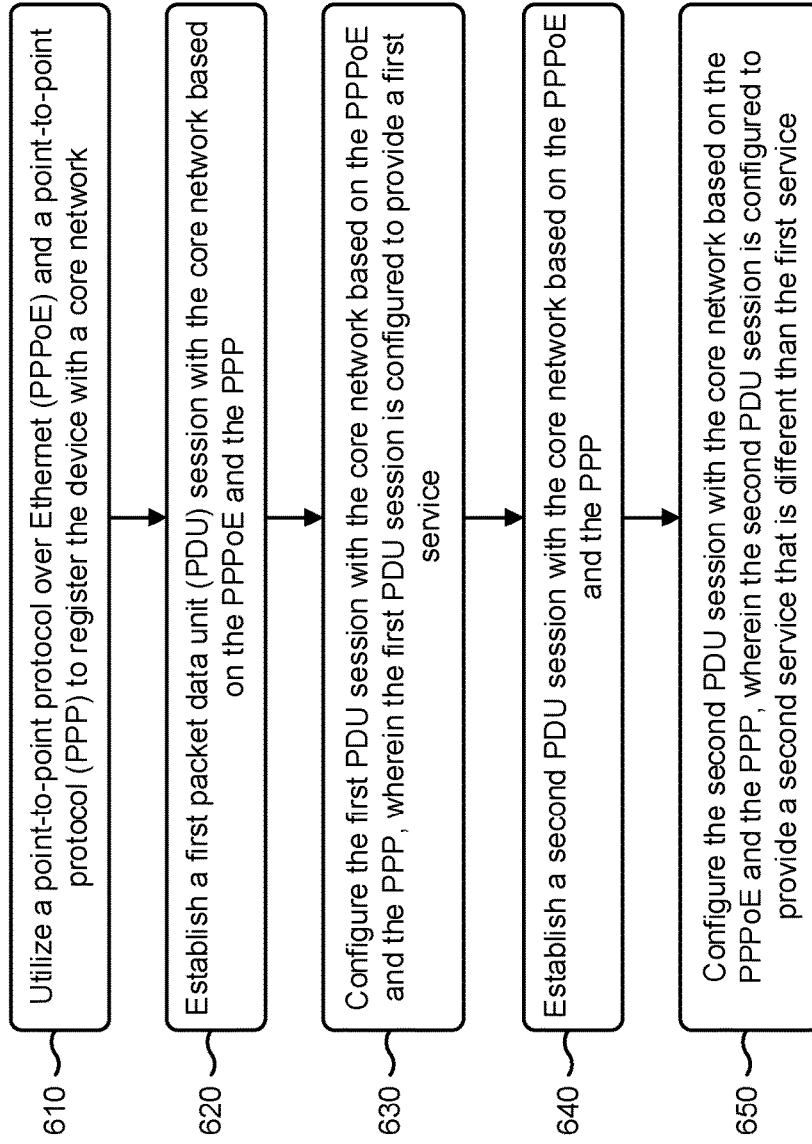 610
Utilize a point-to-point protocol over Ethernet (PPPoE) and a point-to-point
protocol (PPP) to register the device with a core network
620
Establish a first packet data unit (PDU) session with the core network based
on the PPPoE and the PPP
630
Configure the first PDU session with the core network based on the PPPoE
and the PPP, wherein the first PDU session is configured to provide a first
service
640
Establish a second PDU session with the core network based on the PPPoE
and the PPP
650
Configure the second PDU session with the core network based on the
PPPoE and the PPP, wherein the second PDU session is configured to
provide a second service that is different than the first service